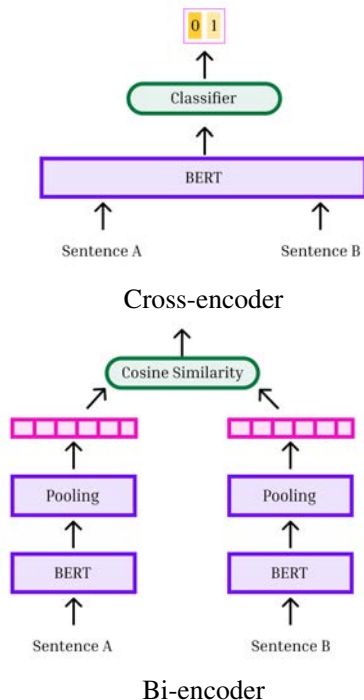 0 1
Classifier
BERT
Sentence A Sentence B
Cross-encoder
Cosine Similarity
Pooling Pooling
BERT BERT
Sentence A Sentence B
Bi-encoder